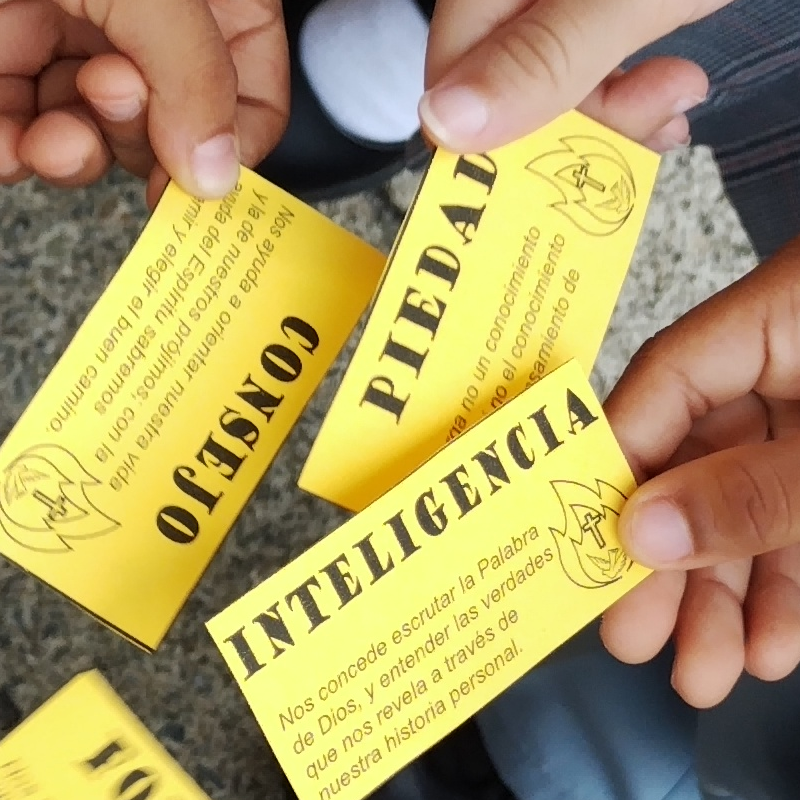 CONSEJO
Nos ayuda a orientar nuestra vida
y la de nuestros prójimos; con la
ayuda del Espíritu sabremos
y elegir el buen camino.
PIEDAD
no un conocimiento
no el conocimiento
de
INTELIGENCIA
Nos concede escrutar la Palabra
de Dios, y entender las verdades
que nos revela a través de
nuestra historia personal.
FO